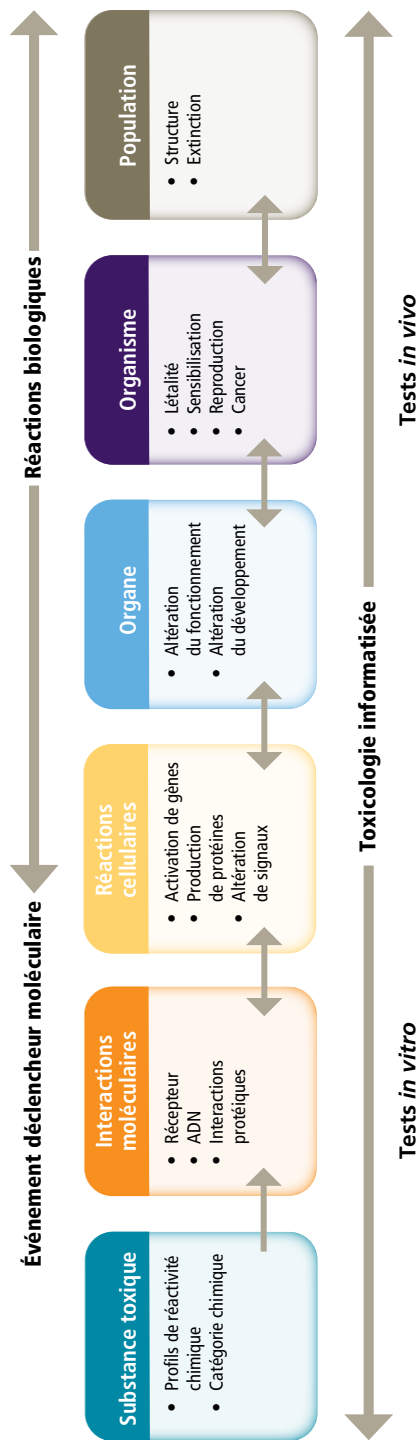 Événement déclencheur moléculaire
Réactions biologiques
Substance toxique
• Profils de réactivité
chimique
• Catégorie chimique
Interactions
moléculaires
• Récepteur
• ADN
• Interactions
protéiques
Réactions
cellulaires
• Activation de gènes
• Production
de protéines
• Altération
de signaux
Organe
• Altération
du fonctionnement
• Altération
du développement
Organisme
• Létalité
• Sensibilisation
• Reproduction
• Cancer
Population
• Structure
• Extinction
Toxicologie informatisée
Tests in vitro
Tests in vivo